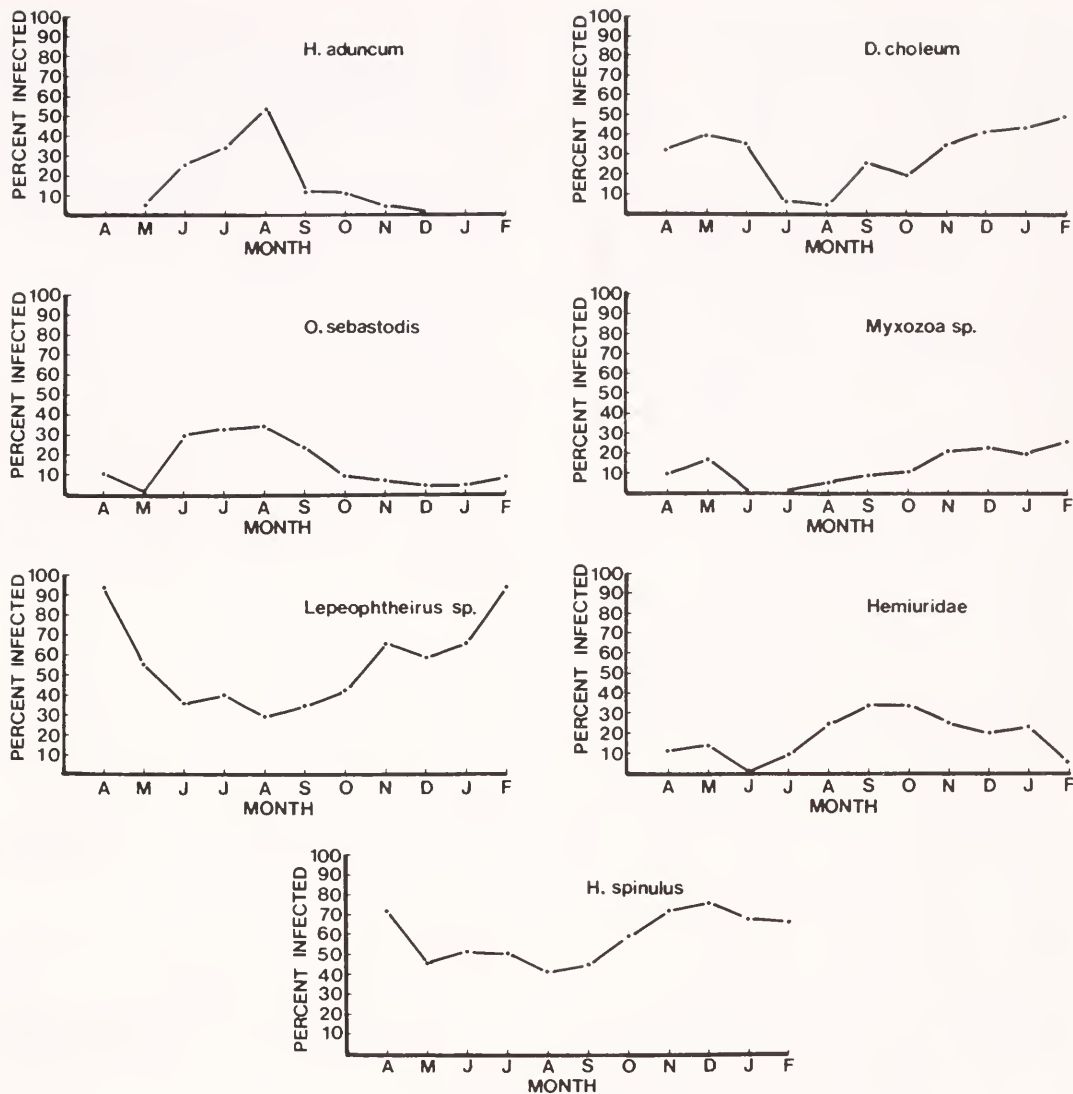 H. aduncum
PERCENT INFECTED
100
90
80
70
60
50
40
30
20
10
A M J J A S O N D J F
MONTH
D. choleum
PERCENT INFECTED
100
90
80
70
60
50
40
30
20
10
A M J J A S O N D J F
MONTH
O. sebastodis
PERCENT INFECTED
100
90
80
70
60
50
40
30
20
10
A M J J A S O N D J F
MONTH
Myxozoa sp.
PERCENT INFECTED
100
90
80
70
60
50
40
30
20
10
A M J J A S O N D J F
MONTH
Lepeophtheirus sp.
PERCENT INFECTED
100
90
80
70
60
50
40
30
20
10
A M J J A S O N D J F
MONTH
Hemiuridae
PERCENT INFECTED
100
90
80
70
60
50
40
30
20
10
A M J J A S O N D J F
MONTH
H. spinulus
PERCENT INFECTED
100
90
80
70
60
50
40
30
20
10
A M J J A S O N D J F
MONTH